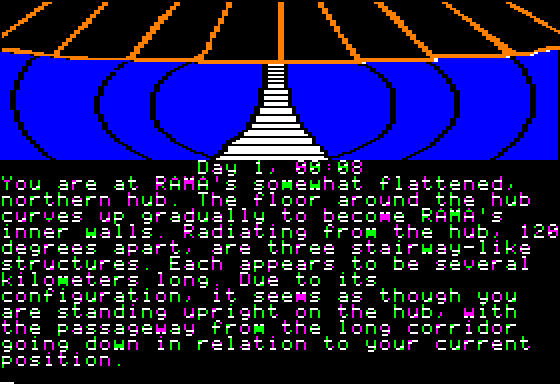 Day 1, 00:08
You are at RAMA's somewhat flattened,
northern hub. The floor around the hub
curves up gradually to become RAMA's
inner walls. Radiating from the hub, 120
degrees apart, are three stairway-like
structures. Each appears to be several
kilometers long. Due to its
configuration, it seems as though you
are standing upright on the hub, with
the passageway from the long corridor
going down in relation to your current
position.